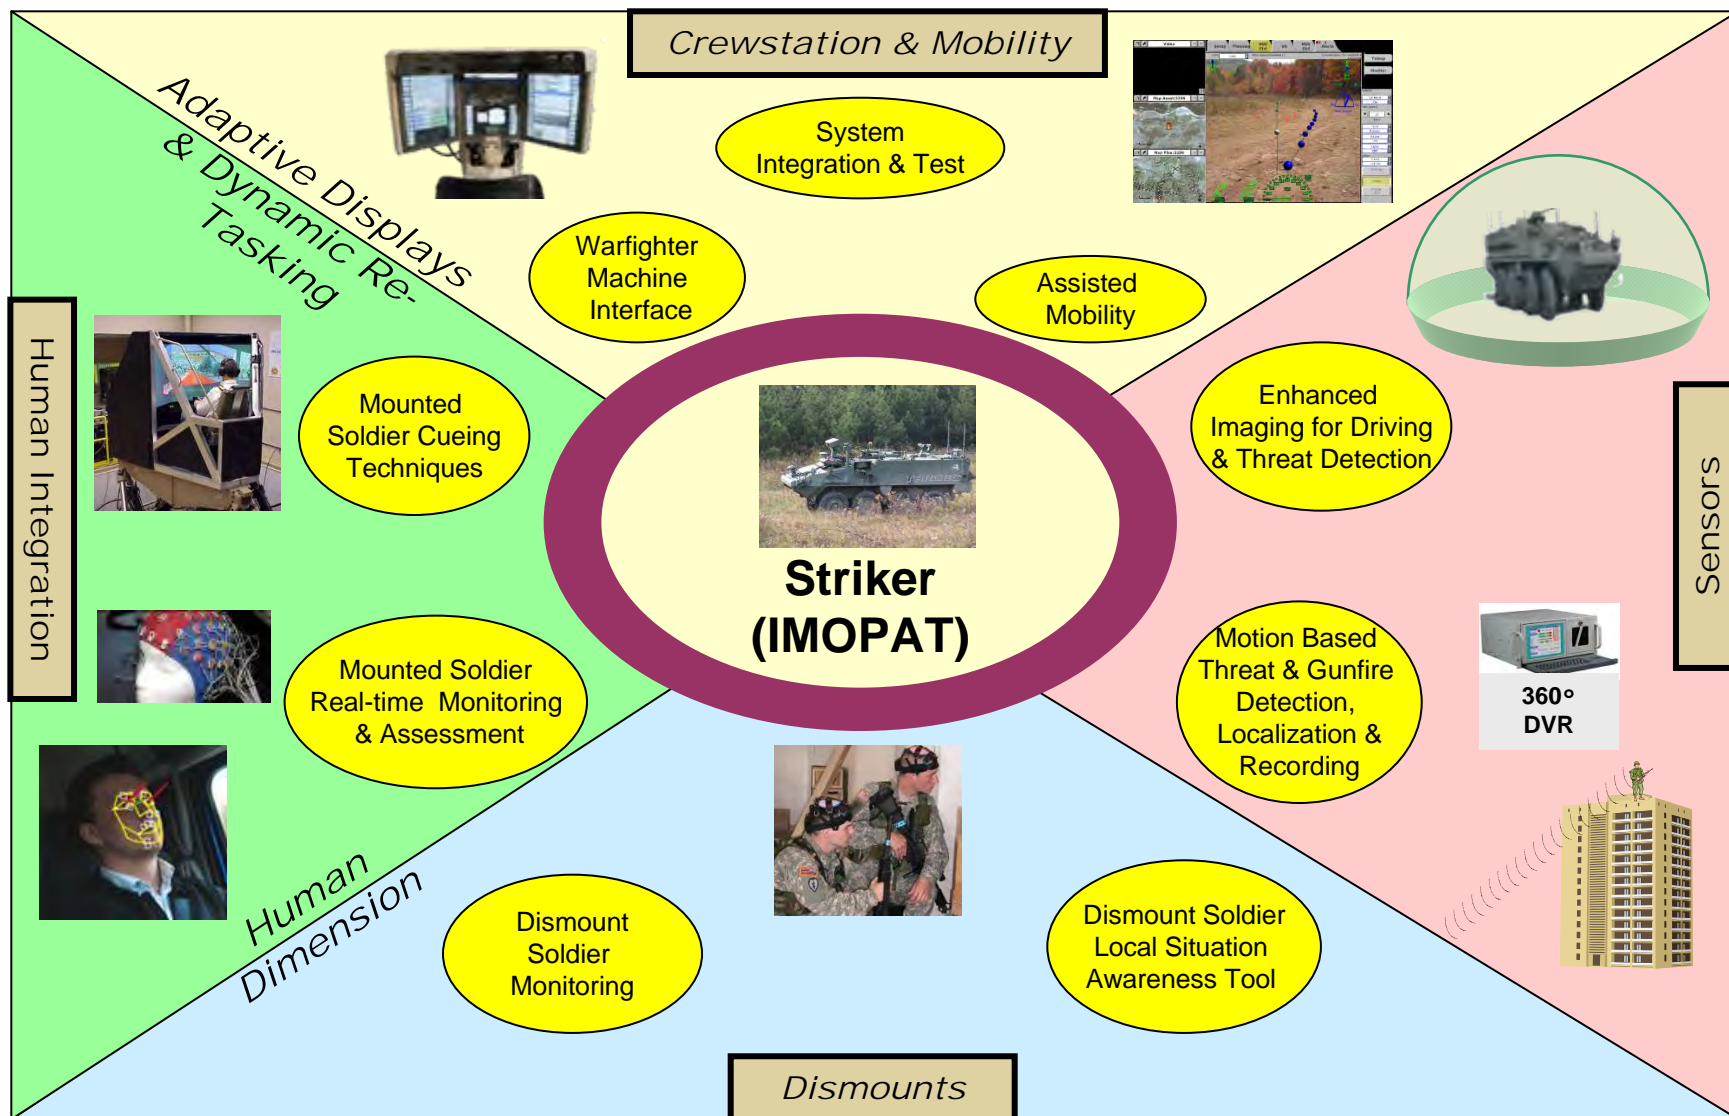 Crewstation & Mobility
Adaptive Displays
& Dynamic Re-
Tasking
System
Integration & Test
Warfighter
Machine
Interface
Assisted
Mobility
Human Integration
Mounted
Soldier Cueing
Techniques
Mounted Soldier
Real-time Monitoring
& Assessment
Striker
(IMOPAT)
Enhanced
Imaging for Driving
& Threat Detection
Sensors
Motion Based
Threat & Gunfire
Detection,
Localization &
Recording
360°
DVR
Human
Dimension
Dismount
Soldier
Monitoring
Dismount Soldier
Local Situation
Awareness Tool
Dismounts